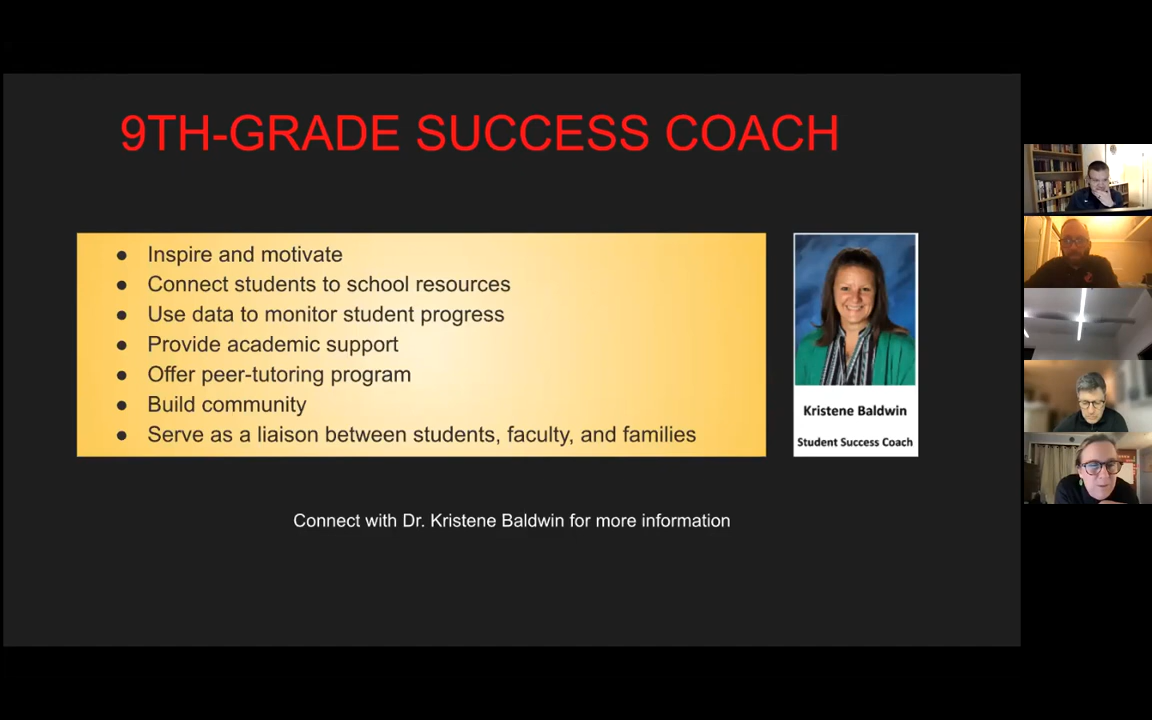 9TH-GRADE SUCCESS COACH
● Inspire and motivate
● Connect students to school resources
● Use data to monitor student progress
● Provide academic support
● Offer peer-tutoring program
● Build community
● Serve as a liaison between students, faculty, and families
Kristene Baldwin
Student Success Coach
Connect with Dr. Kristene Baldwin for more information